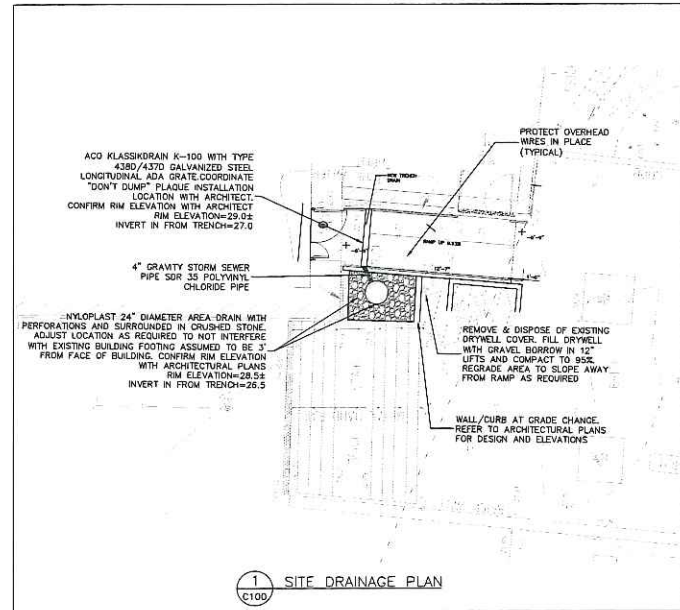 ACO KLASSIKDRAIN K-100 WITH TYPE
438D/437D GALVANIZED STEEL
LONGITUDINAL ADA GRATE.COORDINATE
"DON'T DUMP" PLAQUE INSTALLATION
LOCATION WITH ARCHITECT.
CONFIRM RIM ELEVATION WITH ARCHITECT
RIM ELEVATION=29.0±
INVERT IN FROM TRENCH=27.0
PROTECT OVERHEAD
WIRES IN PLACE
(TYPICAL)
NEW TRENCH
DRAIN
12'-7"
4" GRAVITY STORM SEWER
PIPE SDR 35 POLYVINYL
CHLORIDE PIPE
NYLOPLAST 24" DIAMETER AREA DRAIN WITH
PERFORATIONS AND SURROUNDED IN CRUSHED STONE.
ADJUST LOCATION AS REQUIRED TO NOT INTERFERE
WITH EXISTING BUILDING FOOTING ASSUMED TO BE 3'
FROM FACE OF BUILDING. CONFIRM RIM ELEVATION
WITH ARCHITECTURAL PLANS
RIM ELEVATION=28.5±
INVERT IN FROM TRENCH=26.5
REMOVE & DISPOSE OF EXISTING
DRYWELL COVER. FILL DRYWELL
WITH GRAVEL BORROW IN 12"
LIFTS AND COMPACT TO 95%.
REGRADE AREA TO SLOPE AWAY
FROM RAMP AS REQUIRED
WALL/CURB AT GRADE CHANGE.
REFER TO ARCHITECTURAL PLANS
FOR DESIGN AND ELEVATIONS
1 SITE DRAINAGE PLAN
C100